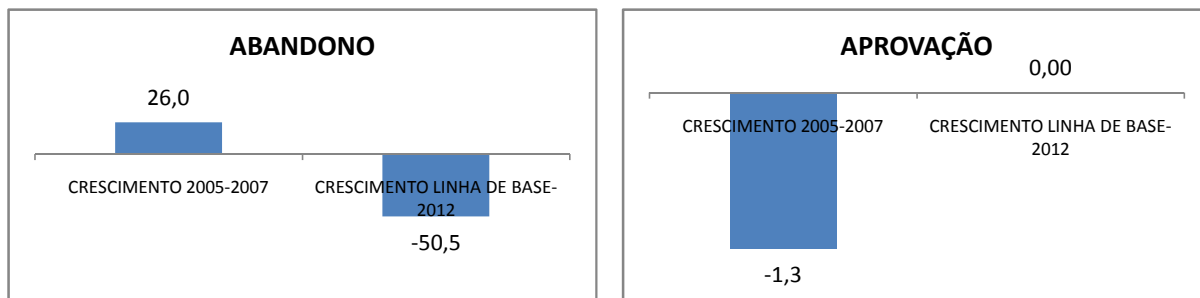 ABANDONO
26,0
CRESCIMENTO 2005-2007
CRESCIMENTO LINHA DE BASE-
2012
-50,5
APROVAÇÃO
0,00
CRESCIMENTO 2005-2007
CRESCIMENTO LINHA DE BASE-
2012
-1,3